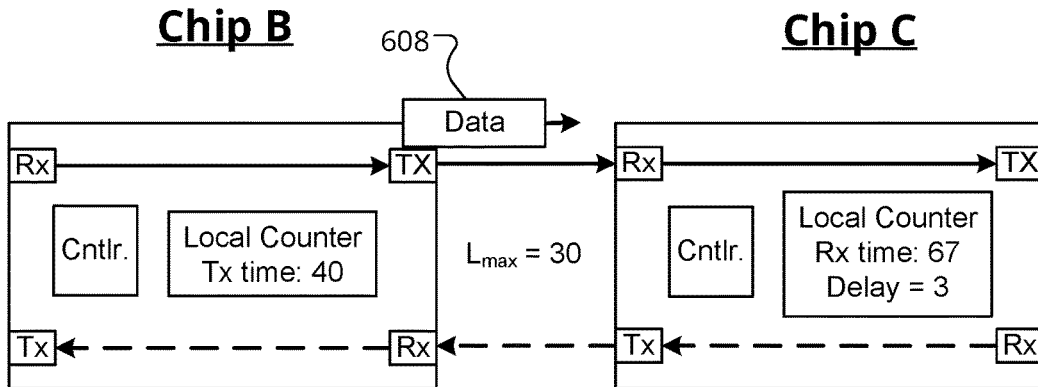 Chip B
Chip C
608
Data
Rx
TX
Rx
TX
Cntlr.
Local Counter
Tx time: 40
Lmax = 30
Cntlr.
Local Counter
Rx time: 67
Delay = 3
Tx
Rx
Tx
Rx